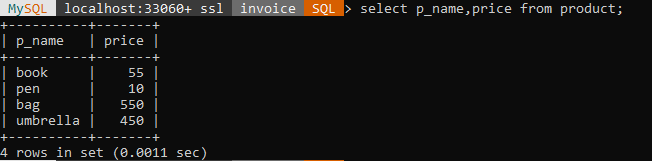 MySQL localhost:33060+ ssl invoice SQL > select p_name,price from product;
+----------+-------+
| p_name   | price |
+----------+-------+
| book     |    55 |
| pen      |    10 |
| bag      |   550 |
| umbrella |   450 |
+----------+-------+
4 rows in set (0.0011 sec)